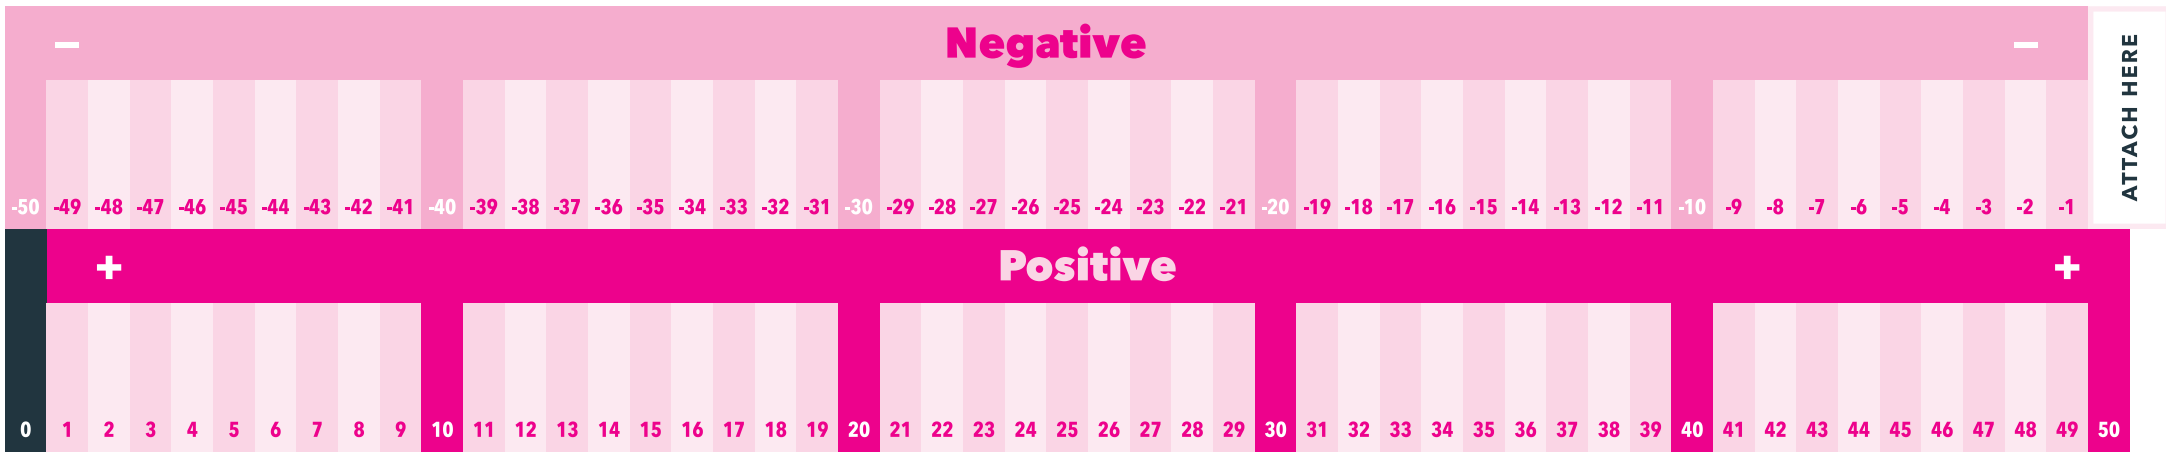 − Negative −
ATTACH HERE
-50 -49 -48 -47 -46 -45 -44 -43 -42 -41 -40 -39 -38 -37 -36 -35 -34 -33 -32 -31 -30 -29 -28 -27 -26 -25 -24 -23 -22 -21 -20 -19 -18 -17 -16 -15 -14 -13 -12 -11 -10 -9 -8 -7 -6 -5 -4 -3 -2 -1
+ Positive +
0 1 2 3 4 5 6 7 8 9 10 11 12 13 14 15 16 17 18 19 20 21 22 23 24 25 26 27 28 29 30 31 32 33 34 35 36 37 38 39 40 41 42 43 44 45 46 47 48 49 50